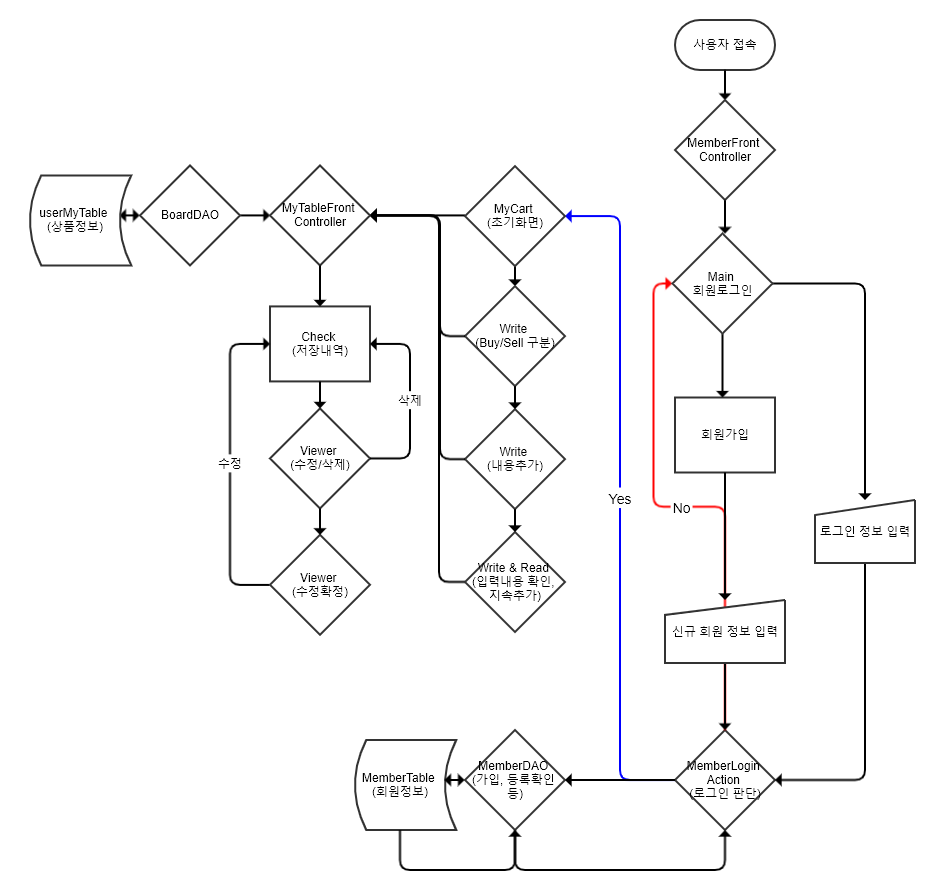 사용자 접속
MemberFront
Controller
userMyTable
(상품정보)
BoardDAO
MyTableFront
Controller
MyCart
(초기화면)
Main
회원로그인
Check
(저장내역)
Write
(Buy/Sell 구분)
삭제
회원가입
수정
Viewer
(수정/삭제)
Write
(내용추가)
Yes
No
로그인 정보 입력
Viewer
(수정확정)
Write & Read
(입력내용 확인,
지속추가)
신규 회원 정보 입력
MemberTable
(회원정보)
MemberDAO
(가입, 등록확인
등)
MemberLogin
Action
(로그인 판단)